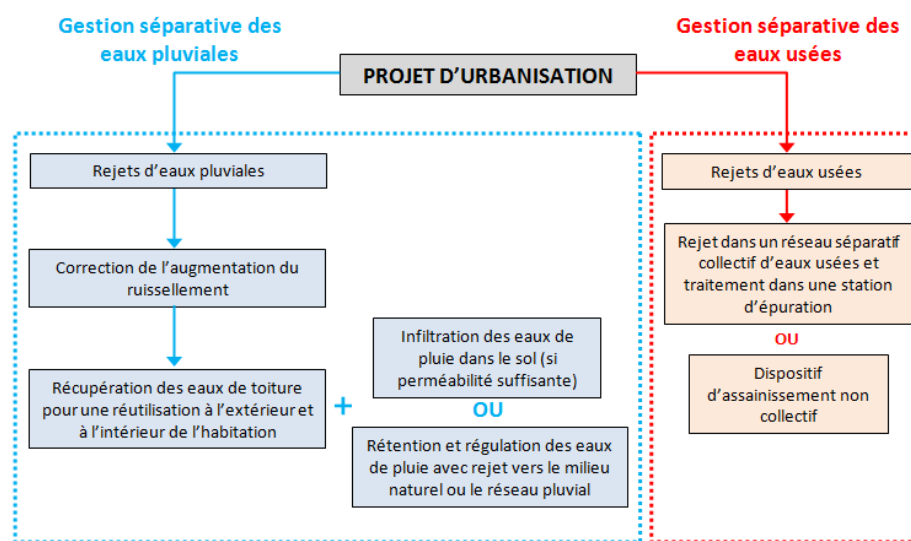 Gestion séparative des
eaux pluviales
Gestion séparative des
eaux usées
PROJET D’URBANISATION
Rejets d’eaux pluviales
Correction de l’augmentation du
ruissellement
Récupération des eaux de toiture
pour une réutilisation à l’extérieur et
à l’intérieur de l’habitation
+
Infiltration des eaux de
pluie dans le sol (si
perméabilité suffisante)
OU
Rétention et régulation des eaux
de pluie avec rejet vers le milieu
naturel ou le réseau pluvial
Rejets d’eaux usées
Rejet dans un réseau séparatif
collectif d’eaux usées et
traitement dans une station
d’épuration
OU
Dispositif
d’assainissement non
collectif